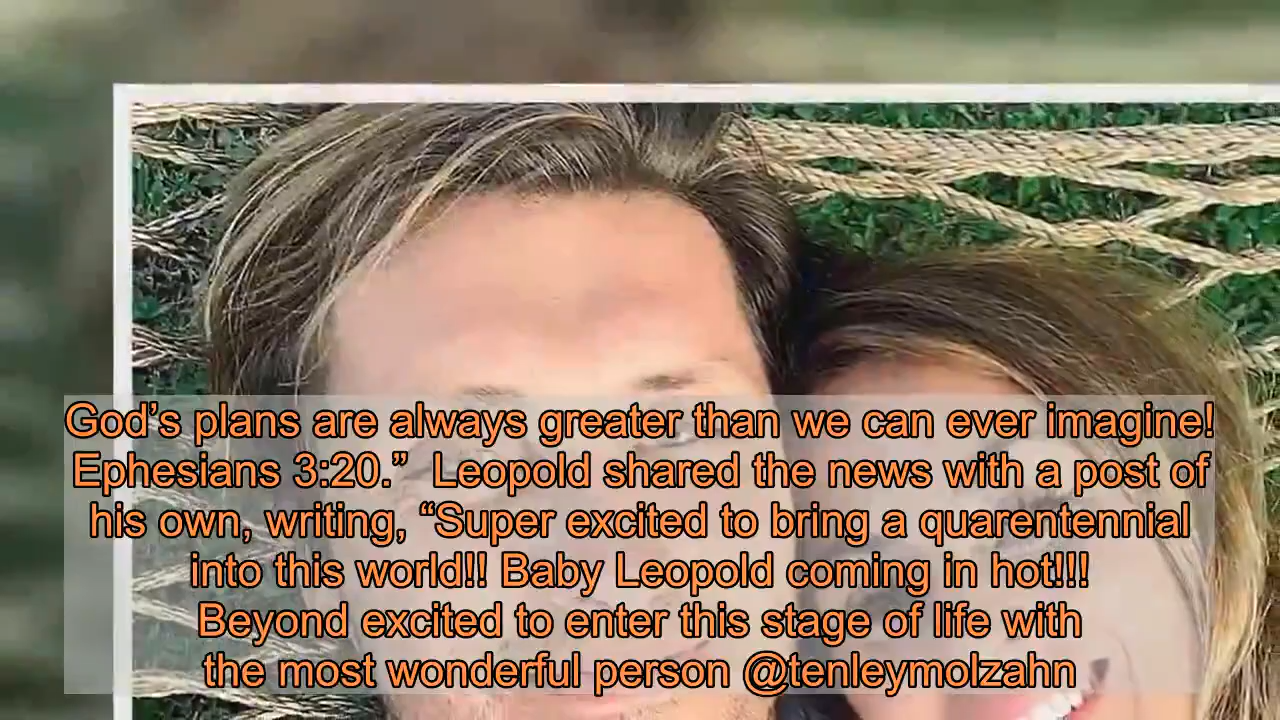 God’s plans are always greater than we can ever imagine!
Ephesians 3:20.”  Leopold shared the news with a post of
his own, writing, “Super excited to bring a quarentennial
into this world!! Baby Leopold coming in hot!!!
Beyond excited to enter this stage of life with
the most wonderful person @tenleymolzahn